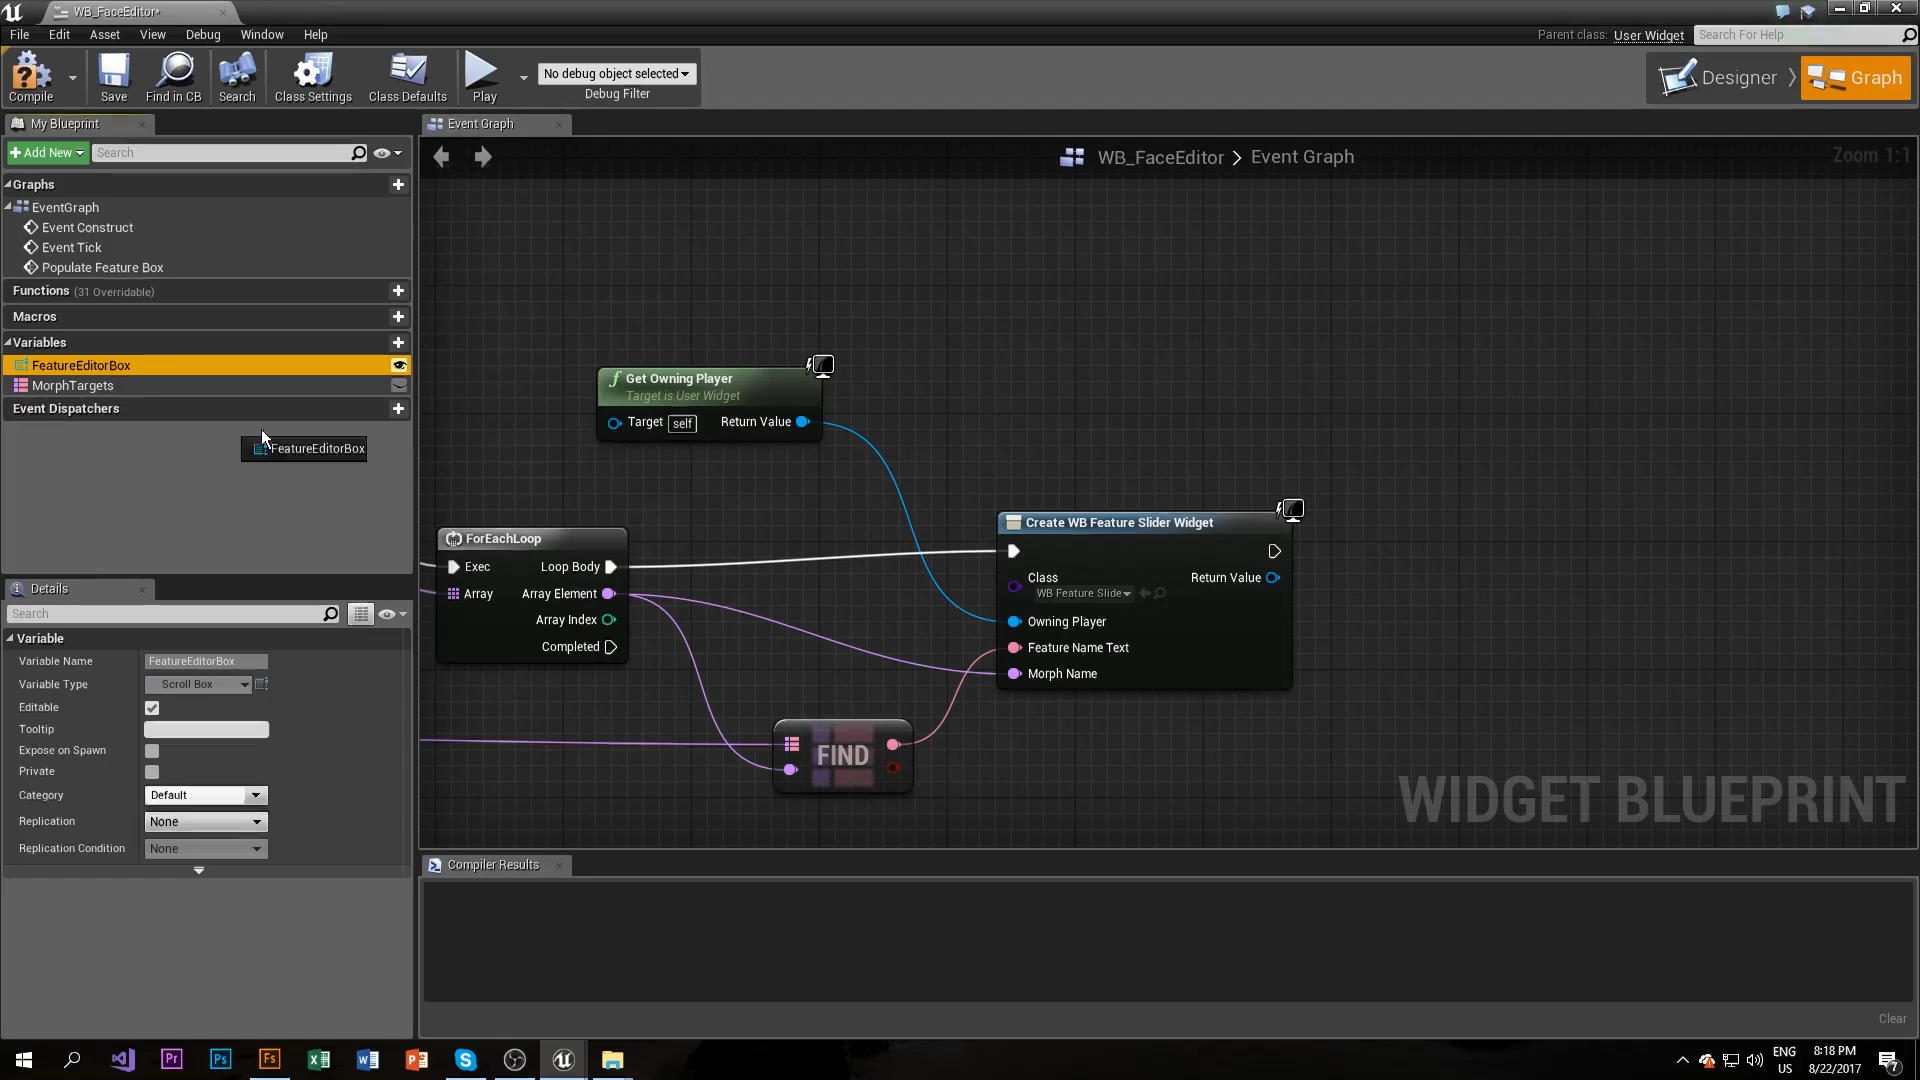 WB_FaceEditor*
File Edit Asset View Debug Window Help
Parent class: User Widget Search For Help
Compile Save Find in CB Search Class Settings Class Defaults Play
No debug object selected
Debug Filter
Designer Graph
My Blueprint
Event Graph
Add New Search
WB_FaceEditor > Event Graph
Zoom 1:1
Graphs
EventGraph
Event Construct
Event Tick
Populate Feature Box
Functions (31 Overridable)
Macros
Variables
FeatureEditorBox
MorphTargets
Event Dispatchers
FeatureEditorBox
Get Owning Player
Target is User Widget
Target self Return Value
ForEachLoop
Exec Loop Body
Array Array Element
Array Index
Completed
Create WB Feature Slider Widget
Class Return Value
WB Feature Slide
Owning Player
Feature Name Text
Morph Name
FIND
WIDGET BLUEPRINT
Details
Search
Variable
Variable Name FeatureEditorBox
Variable Type Scroll Box
Editable
Tooltip
Expose on Spawn
Private
Category Default
Replication None
Replication Condition None
Compiler Results
Clear
Pr Ps Fs
ENG
US
8:18 PM
8/22/2017
7